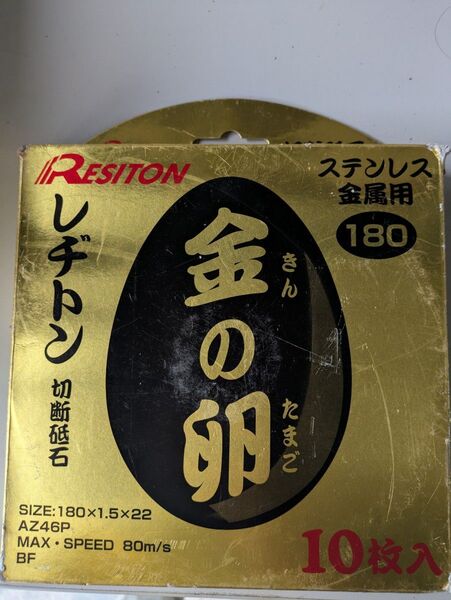 RESITON
ステンレス
金属用
180
レヂトン
切断砥石
金の卵
きん
たまご
SIZE:180×1.5×22
AZ46P
MAX・SPEED 80m/s
BF
10枚入